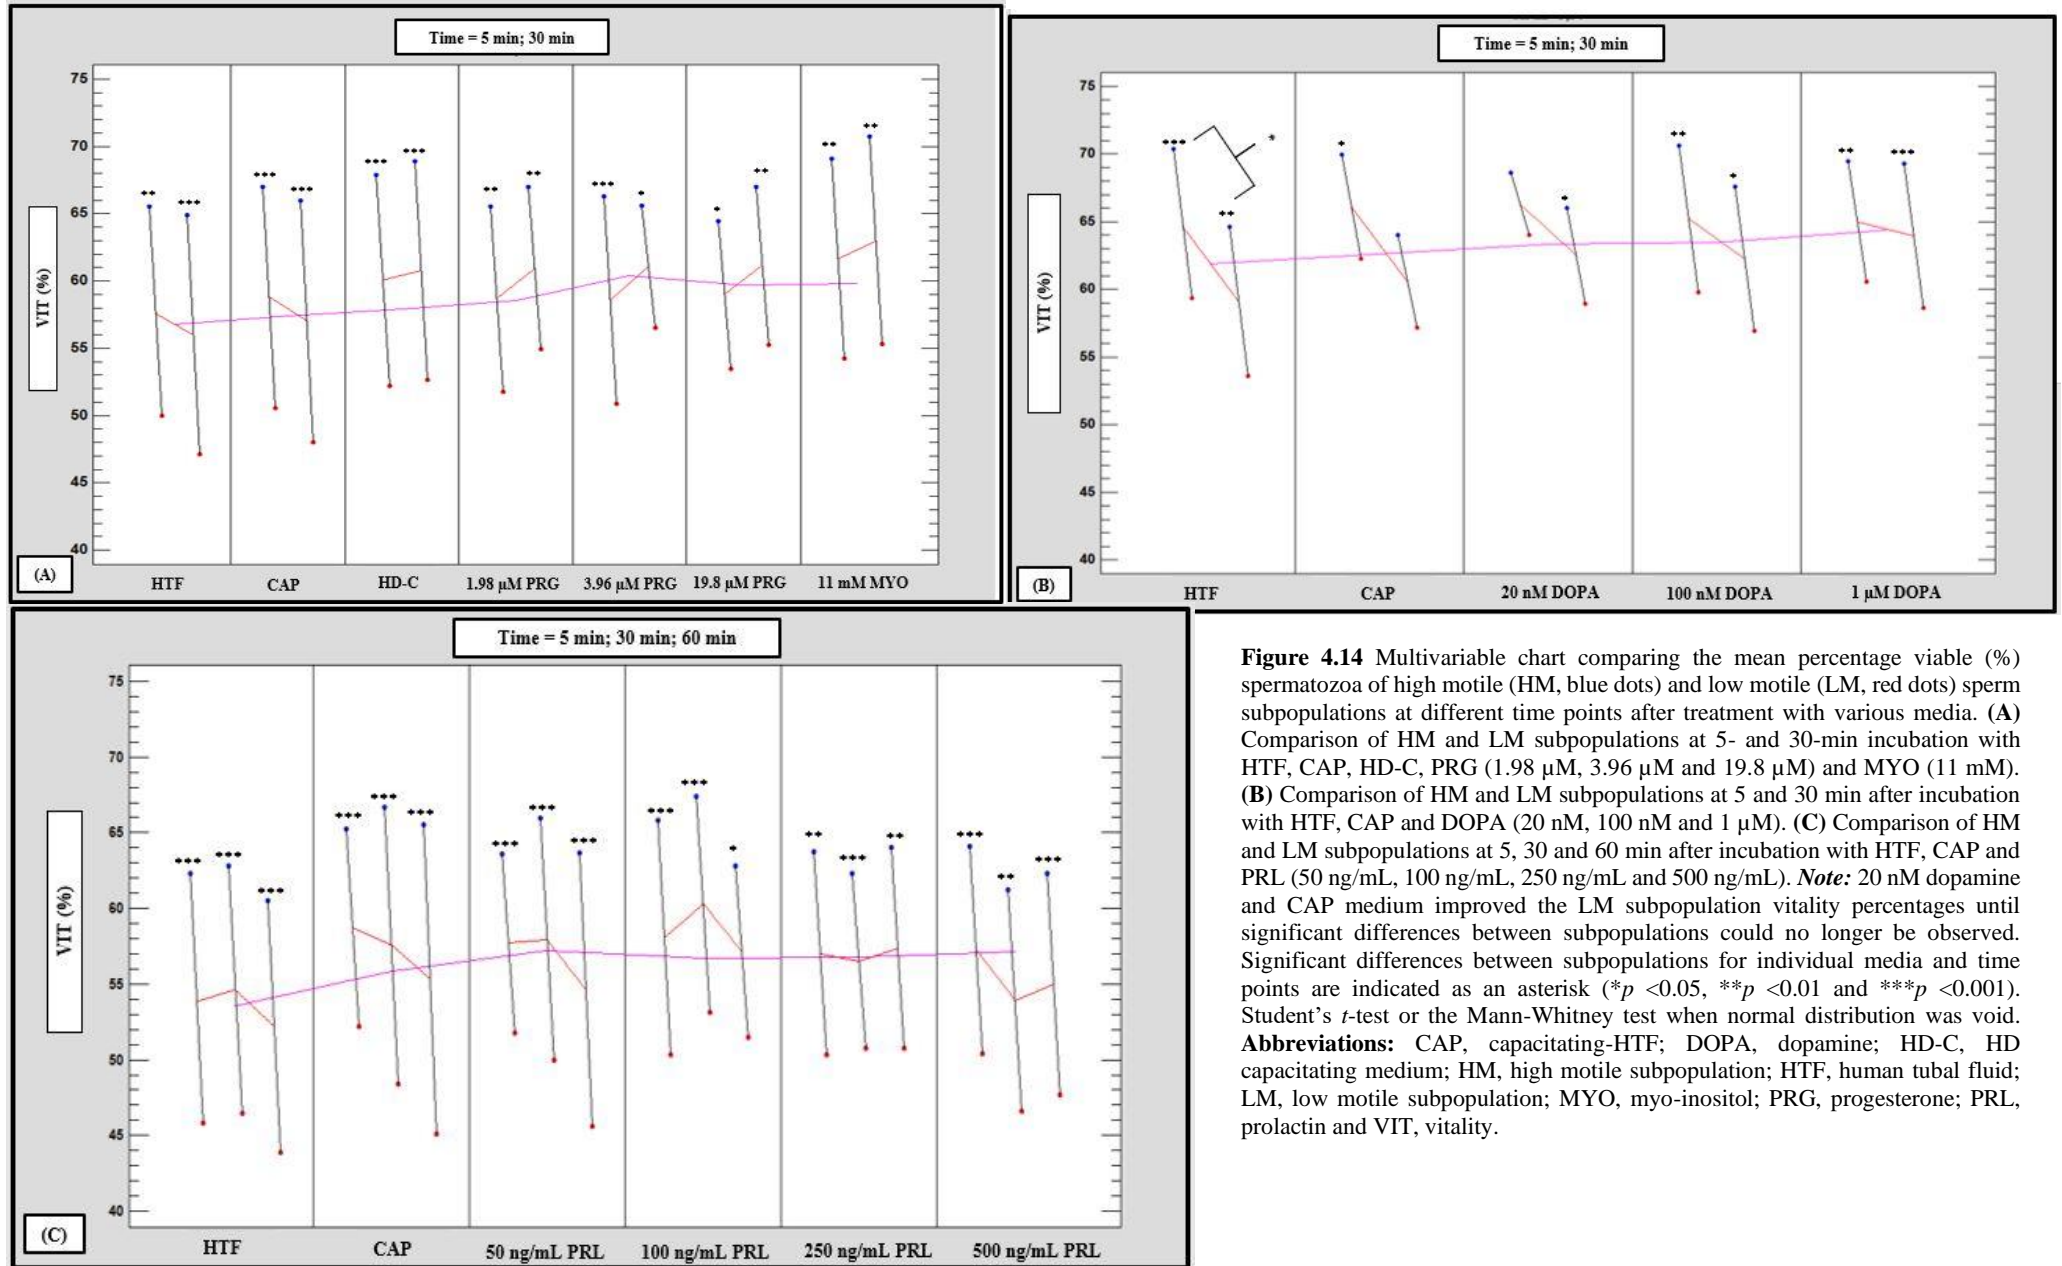 Time = 5 min; 30 min
75
70
65
60
55
50
45
40
VIT (%)
** *** *** *** *** *** ** ** *** * * ** ** **
(A)
HTF CAP HD-C 1.98 µM PRG 3.96 µM PRG 19.8 µM PRG 11 mM MYO
Time = 5 min; 30 min
75
70
65
60
55
50
45
40
VIT (%)
*** * ** * * ** * ** ***
(B)
HTF CAP 20 nM DOPA 100 nM DOPA 1 µM DOPA
Time = 5 min; 30 min; 60 min
75
70
65
60
55
50
45
40
VIT (%)
*** *** *** *** *** *** *** *** *** *** *** * ** *** ** *** ** ***
(C)
HTF CAP 50 ng/mL PRL 100 ng/mL PRL 250 ng/mL PRL 500 ng/mL PRL
Figure 4.14 Multivariable chart comparing the mean percentage viable (%)
spermatozoa of high motile (HM, blue dots) and low motile (LM, red dots) sperm
subpopulations at different time points after treatment with various media. (A)
Comparison of HM and LM subpopulations at 5- and 30-min incubation with
HTF, CAP, HD-C, PRG (1.98 µM, 3.96 µM and 19.8 µM) and MYO (11 mM).
(B) Comparison of HM and LM subpopulations at 5 and 30 min after incubation
with HTF, CAP and DOPA (20 nM, 100 nM and 1 µM). (C) Comparison of HM
and LM subpopulations at 5, 30 and 60 min after incubation with HTF, CAP and
PRL (50 ng/mL, 100 ng/mL, 250 ng/mL and 500 ng/mL). Note: 20 nM dopamine
and CAP medium improved the LM subpopulation vitality percentages until
significant differences between subpopulations could no longer be observed.
Significant differences between subpopulations for individual media and time
points are indicated as an asterisk (*p <0.05, **p <0.01 and ***p <0.001).
Student’s t-test or the Mann-Whitney test when normal distribution was void.
Abbreviations: CAP, capacitating-HTF; DOPA, dopamine; HD-C, HD
capacitating medium; HM, high motile subpopulation; HTF, human tubal fluid;
LM, low motile subpopulation; MYO, myo-inositol; PRG, progesterone; PRL,
prolactin and VIT, vitality.